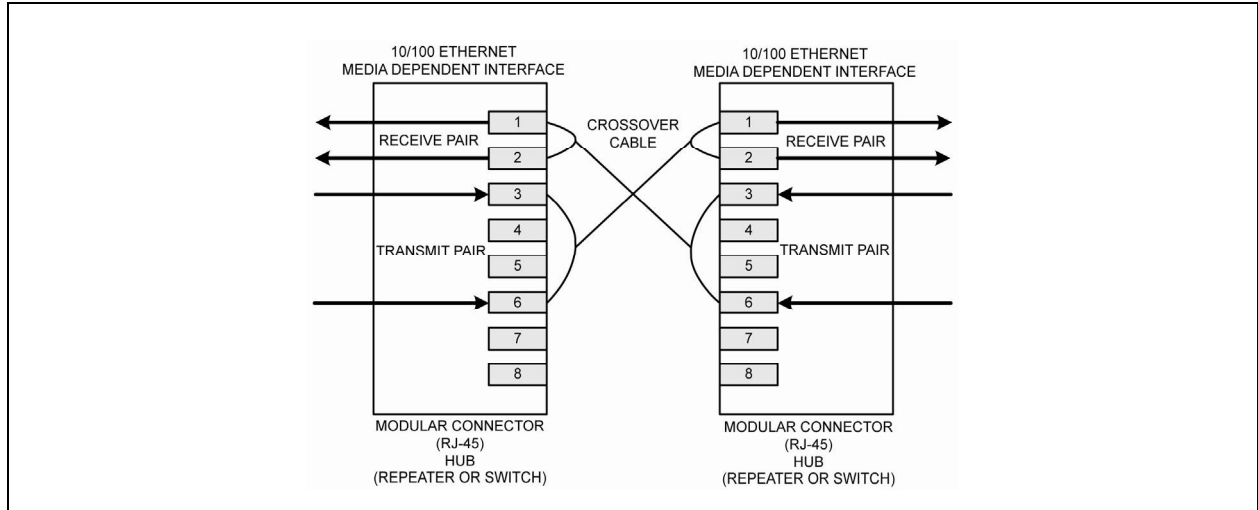 10/100 ETHERNET
MEDIA DEPENDENT INTERFACE
1
RECEIVE PAIR
2
3
4
TRANSMIT PAIR
5
6
7
8
MODULAR CONNECTOR
(RJ-45)
HUB
(REPEATER OR SWITCH)
CROSSOVER
CABLE
10/100 ETHERNET
MEDIA DEPENDENT INTERFACE
1
RECEIVE PAIR
2
3
4
TRANSMIT PAIR
5
6
7
8
MODULAR CONNECTOR
(RJ-45)
HUB
(REPEATER OR SWITCH)